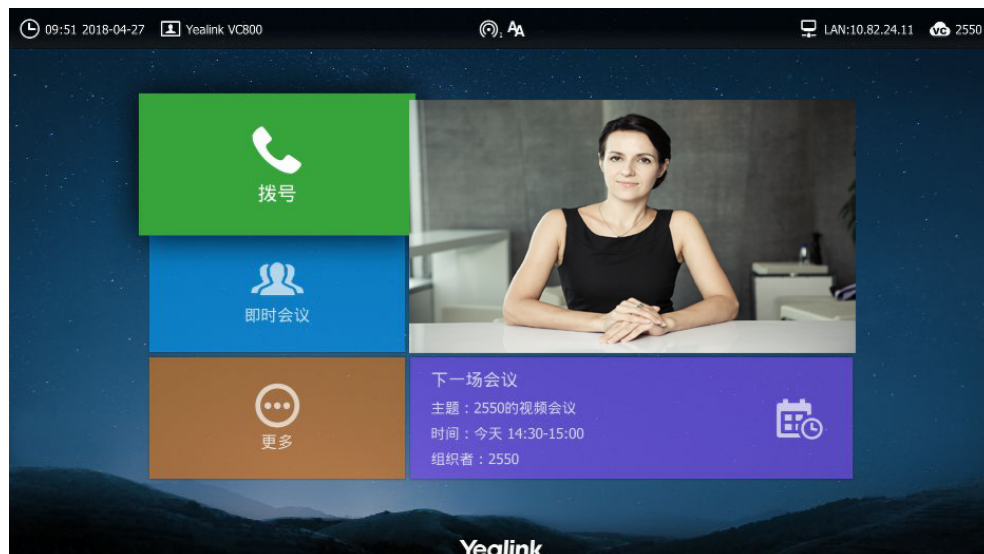 09:51 2018-04-27 Yealink VC800 AA LAN:10.82.24.11 VC 2550
拨号
即时会议
更多
下一场会议
主题：2550的视频会议
时间：今天 14:30-15:00
组织者：2550
Yealink